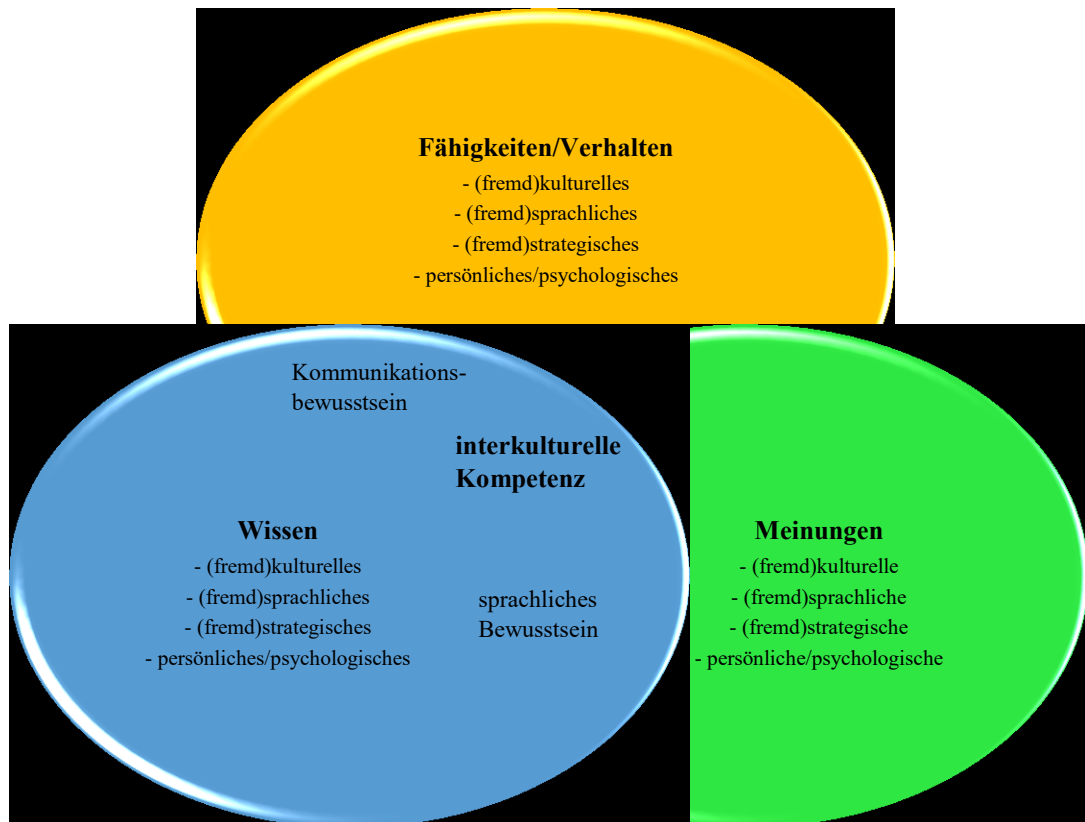 Fähigkeiten/Verhalten
- (fremd)kulturelles
- (fremd)sprachliches
- (fremd)strategisches
- persönliches/psychologisches
Kommunikations-
bewusstsein
interkulturelle
Kompetenz
Wissen
- (fremd)kulturelles
- (fremd)sprachliches
- (fremd)strategisches
- persönliches/psychologisches
sprachliches
Bewusstsein
Meinungen
- (fremd)kulturelle
- (fremd)sprachliche
- (fremd)strategische
- persönliche/psychologische